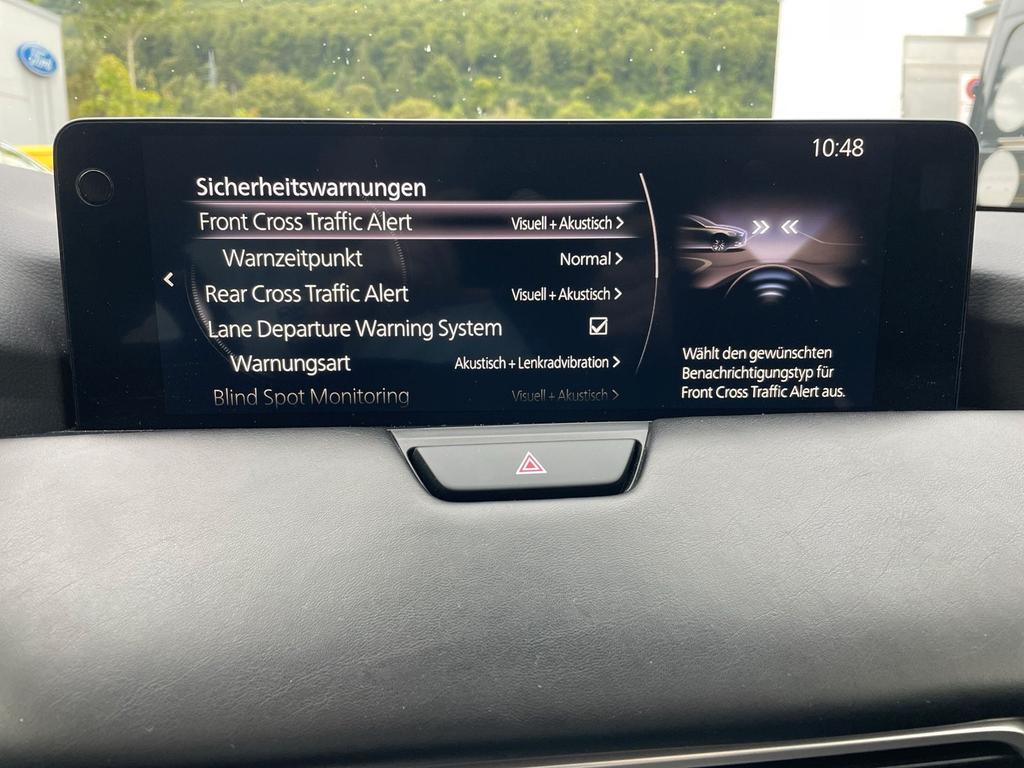 Ford
10:48
Sicherheitswarnungen
Front Cross Traffic Alert Visuell + Akustisch >
Warnzeitpunkt Normal >
Rear Cross Traffic Alert Visuell + Akustisch >
Lane Departure Warning System
Warnungsart Akustisch + Lenkradvibration >
Blind Spot Monitoring Visuell + Akustisch >
Wählt den gewünschten
Benachrichtigungstyp für
Front Cross Traffic Alert aus.